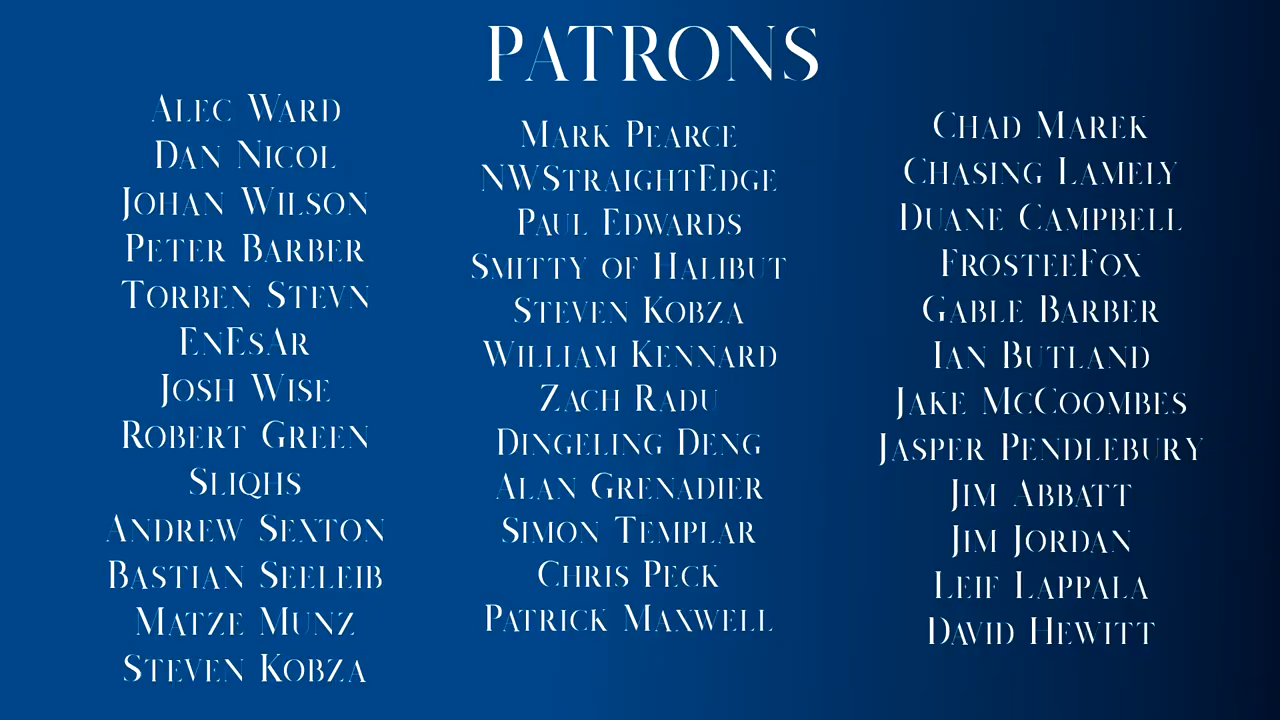 PATRONS
Alec Ward
Dan Nicol
Johan Wilson
Peter Barber
Torben Stevn
EnEsAr
Josh Wise
Robert Green
Sliqhs
Andrew Sexton
Bastian Seeleib
Matze Munz
Steven Kobza
Mark Pearce
NWStraightEdge
Paul Edwards
Smitty of Halibut
Steven Kobza
William Kennard
Zach Radu
Dingeling Deng
Alan Grenadier
Simon Templar
Chris Peck
Patrick Maxwell
Chad Marek
Chasing Lamely
Duane Campbell
FrosteeFox
Gable Barber
Ian Butland
Jake McCoombes
Jasper Pendlebury
Jim Abbatt
Jim Jordan
Leif Lappala
David Hewitt